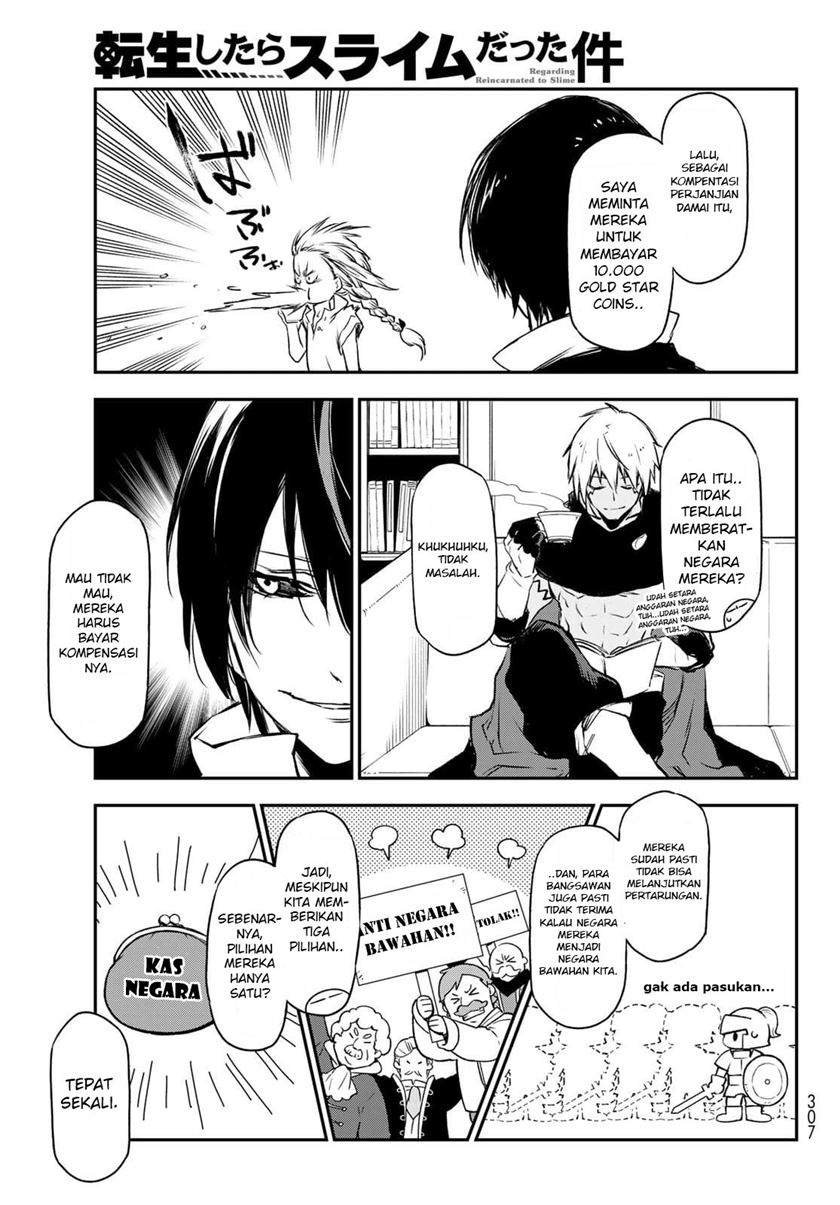 転生したらスライムだった件
Regarding
Reincarnated to Slime
LALU,
SEBAGAI
KOMPENTASI
PERJANJIAN
DAMAI ITU,
SAYA
MEMINTA
MEREKA
UNTUK
MEMBAYAR
10.000
GOLD STAR
COINS..
ばぶふぉ
APA ITU..
TIDAK
TERLALU
MEMBERAT-
KAN
NEGARA
MEREKA?
UDAH SETARA
ANGGARAN NEGARA,
TUH...UDAH SETARA
ANGGARAN NEGARA,
TUH...
KHUKHUHKU,
TIDAK
MASALAH.
MAU TIDAK
MAU,
MEREKA
HARUS
BAYAR
KOMPENSASI
NYA.
MEREKA
SUDAH PASTI
TIDAK BISA
MELANJUTKAN
PERTARUNGAN.
gak ada pasukan...
..DAN, PARA
BANGSAWAN
JUGA PASTI
TIDAK TERIMA
KALAU NEGARA
MEREKA
MENJADI
NEGARA
BAWAHAN KITA.
TOLAK!!
ANTI NEGARA
BAWAHAN!!
JADI,
MESKIPUN
KITA MEM-
BERIKAN
TIGA
PILIHAN..
SEBENAR-
NYA, PILIHAN
MEREKA
HANYA
SATU?
KAS
NEGARA
TEPAT
SEKALI.
307